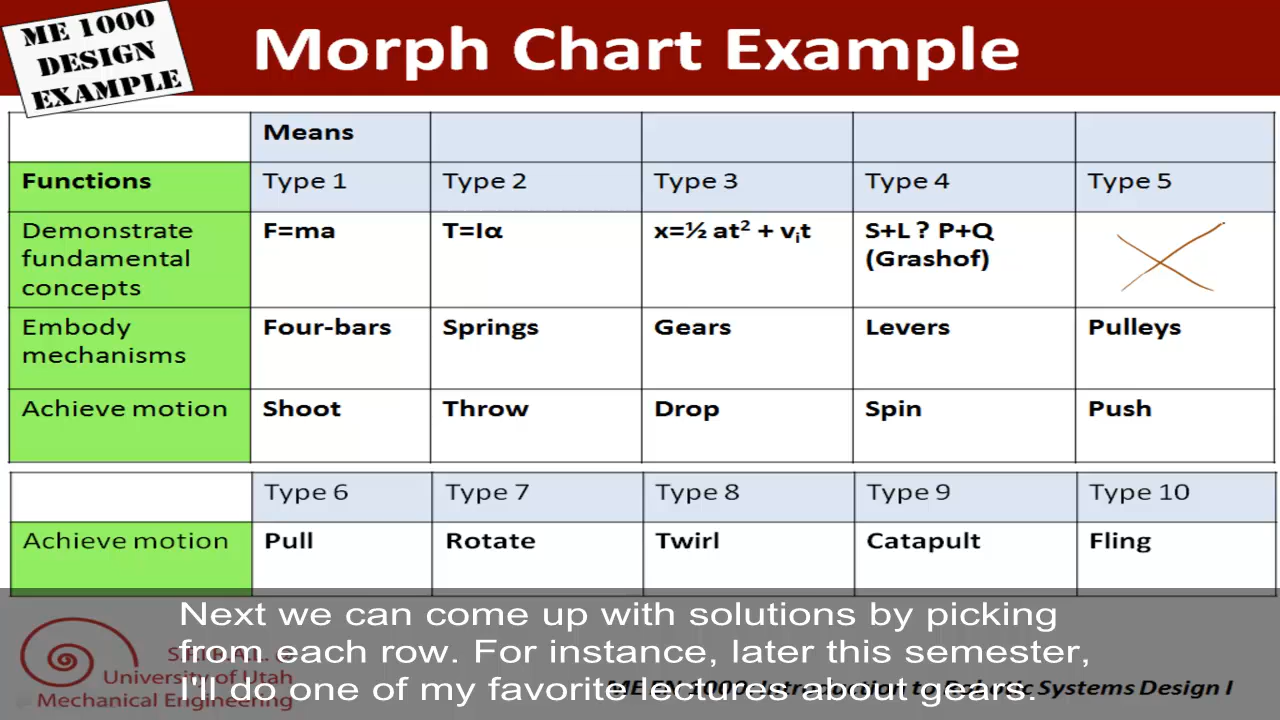 ME 1000
DESIGN
EXAMPLE
Morph Chart Example
Means
Functions Type 1 Type 2 Type 3 Type 4 Type 5
Demonstrate fundamental concepts F=ma T=Iα x=½ at² + vᵢt S+L ? P+Q (Grashof)
Embody mechanisms Four-bars Springs Gears Levers Pulleys
Achieve motion Shoot Throw Drop Spin Push
Type 6 Type 7 Type 8 Type 9 Type 10
Achieve motion Pull Rotate Twirl Catapult Fling
Next we can come up with solutions by picking
from each row. For instance, later this semester,
I'll do one of my favorite lectures about gears.
University of Utah
Mechanical Engineering
Introduction to Robotic Systems Design I